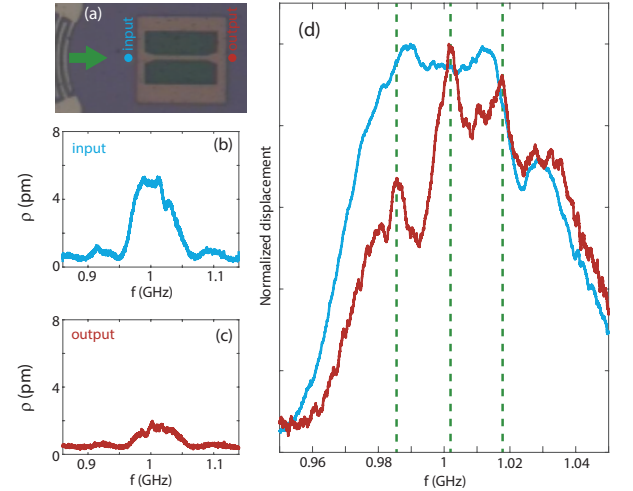 (a)
input
output
(b)
input
ρ (pm)
8
4
0
0.9
1
1.1
f (GHz)
(c)
output
ρ (pm)
8
4
0
0.9
1
1.1
f (GHz)
(d)
Normalized displacement
0.96
0.98
1
1.02
1.04
f (GHz)